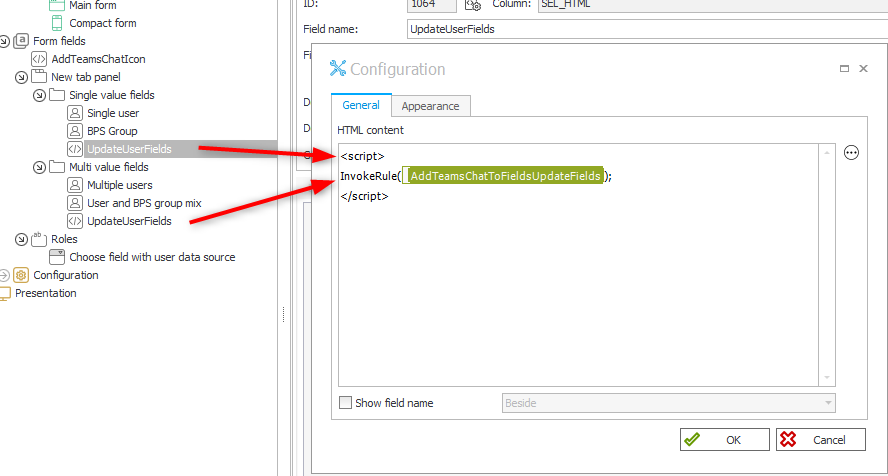 Main form
Compact form
Form fields
AddTeamsChatIcon
New tab panel
Single value fields
Single user
BPS Group
UpdateUserFields
Multi value fields
Multiple users
User and BPS group mix
UpdateUserFields
Roles
Choose field with user data source
Configuration
Presentation
ID:
1064
Column:
SEL_HTML
Field name:
UpdateUserFields
Configuration
General
Appearance
HTML content
<script>
InvokeRule(_AddTeamsChatToFieldsUpdateFields);
</script>
Show field name
Beside
OK
Cancel